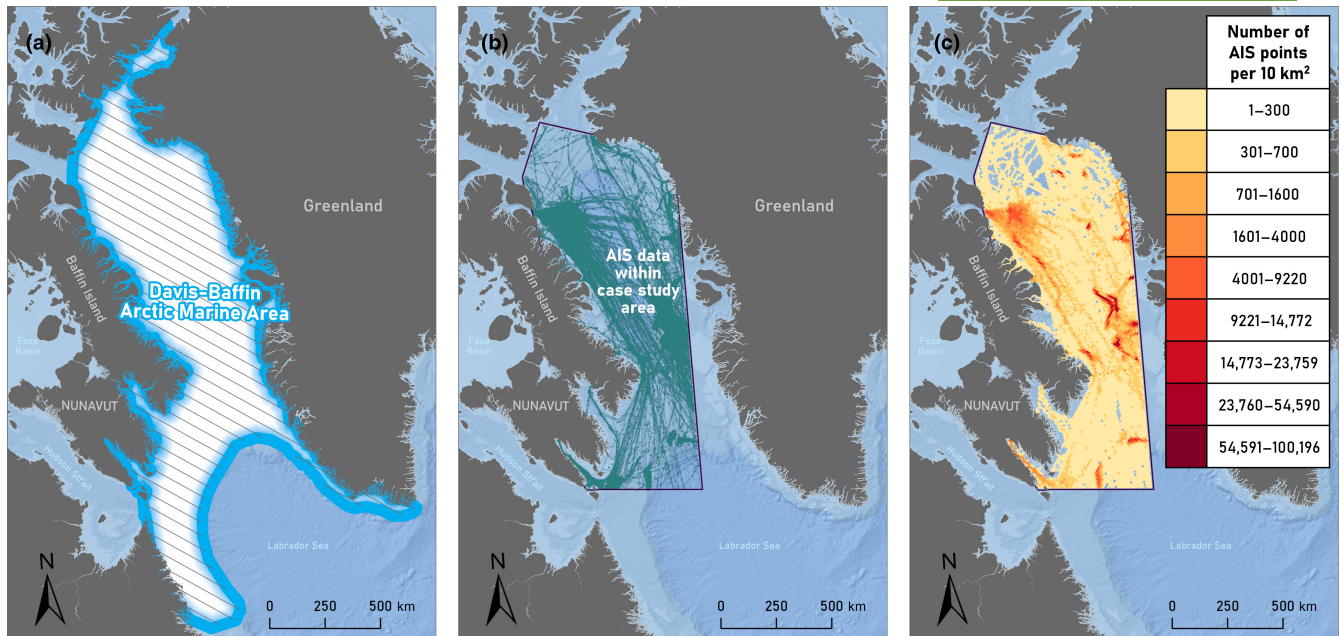 (a)
Greenland
Baffin Island
Davis-Baffin
Arctic Marine Area
Foxe
Basin
NUNAVUT
Hudson Strait
Labrador Sea
N
0 250 500 km
(b)
Greenland
Baffin Island
AIS data
within
case study
area
Foxe
Basin
NUNAVUT
Hudson Strait
Labrador Sea
N
0 250 500 km
(c)
Number of
AIS points
per 10 km²
1–300
301–700
701–1600
1601–4000
4001–9220
9221–14,772
14,773–23,759
23,760–54,590
54,591–100,196
Baffin Island
Foxe
Basin
NUNAVUT
Hudson Strait
Labrador Sea
N
0 250 500 km